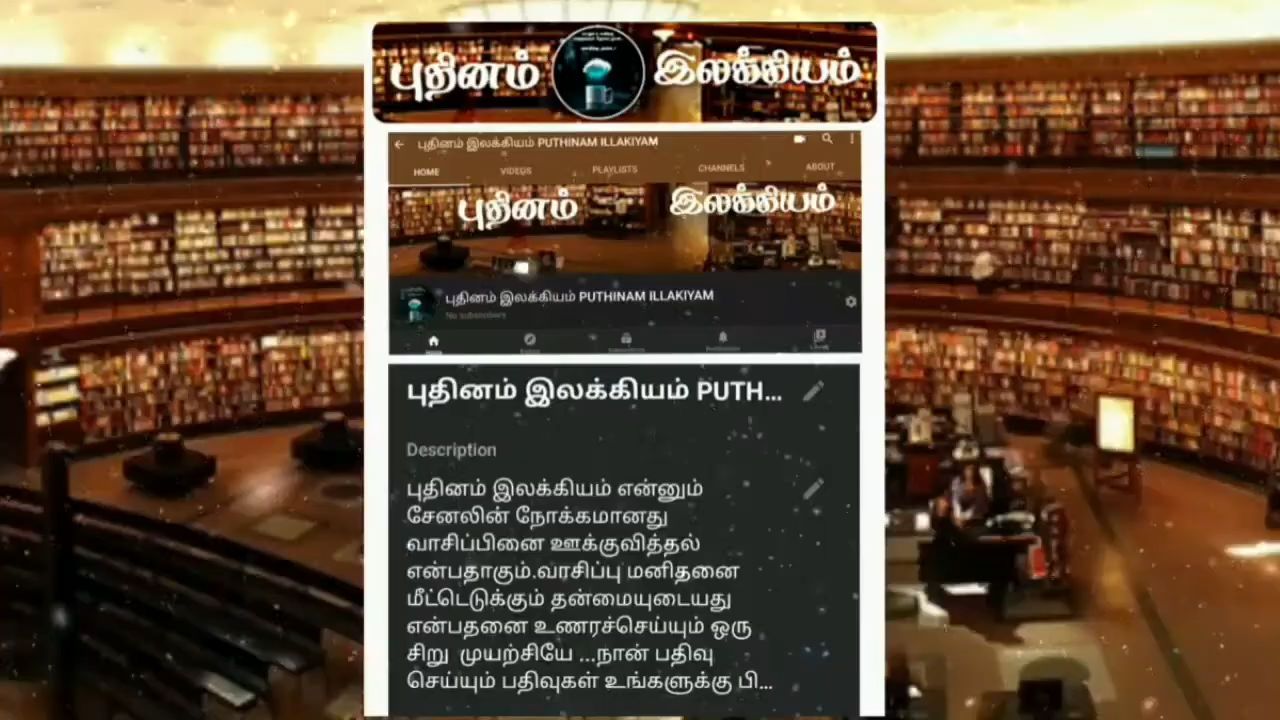 புதினம் இலக்கியம்
புதினம் இலக்கியம் PUTHINAM ILLAKIYAM
HOME VIDEOS PLAYLISTS CHANNELS ABOUT
புதினம் இலக்கியம்
புதினம் இலக்கியம் PUTHINAM ILLAKIYAM
No subscribers
Home
புதினம் இலக்கியம் PUTH...
Description
புதினம் இலக்கியம் என்னும்
சேனலின் நோக்கமானது
வாசிப்பினை ஊக்குவித்தல்
என்பதாகும்.வாசிப்பு மனிதனை
மீட்டெடுக்கும் தன்மையுடையது
என்பதனை உணரச்செய்யும் ஒரு
சிறு முயற்சியே ...நான் பதிவு
செய்யும் பதிவுகள் உங்களுக்கு பி...